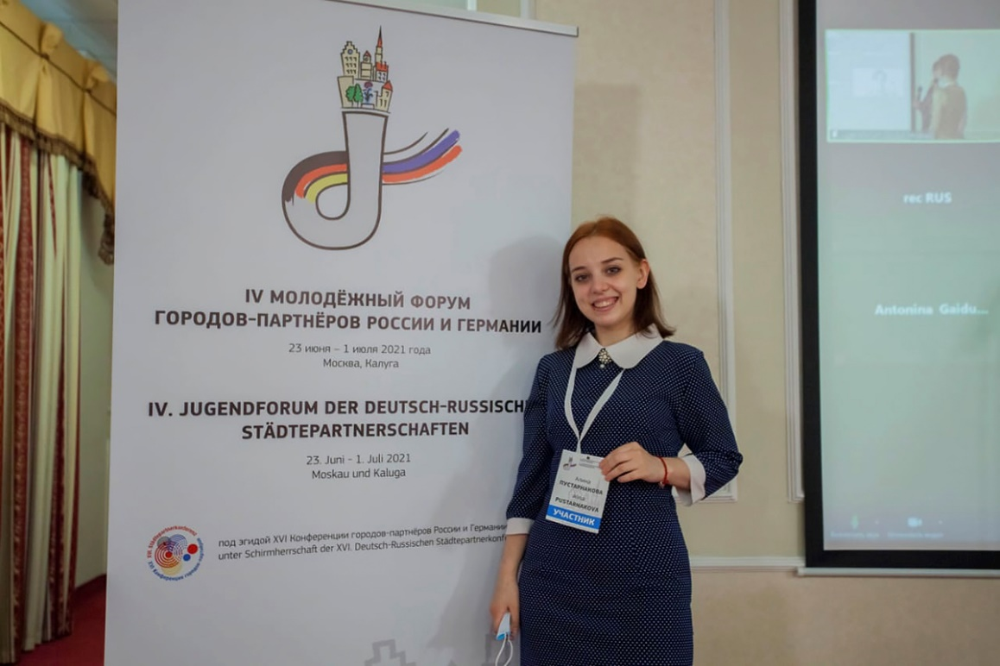 IV МОЛОДЁЖНЫЙ ФОРУМ
ГОРОДОВ-ПАРТНЁРОВ РОССИИ И ГЕРМАНИИ
23 июня – 1 июля 2021 года
Москва, Калуга
IV. JUGENDFORUM DER DEUTSCH-RUSSISCH
STÄDTEPARTNERSCHAFTEN
23. Juni – 1. Juli 2021
Moskau und Kaluga
под эгидой XVI Конференции городов-партнёров России и Германии
unter Schirmherrschaft der XVI. Deutsch-Russischen Städtepartnerkonfe
ПУСТАРНАКОВА
PUSTARNAKOVA
УЧАСТНИК
rec RUS
Antonina Gaidu...